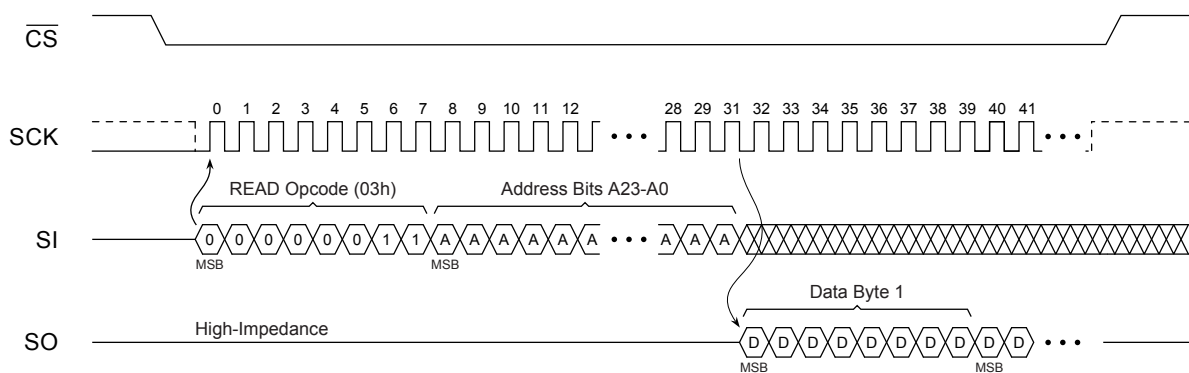 CS
0 1 2 3 4 5 6 7 8 9 10 11 12 28 29 31 32 33 34 35 36 37 38 39 40 41
SCK
READ Opcode (03h) Address Bits A23-A0
SI 0 0 0 0 0 0 1 1 A A A A A A A A A
MSB MSB
Data Byte 1
High-Impedance
SO D D D D D D D D D D
MSB MSB